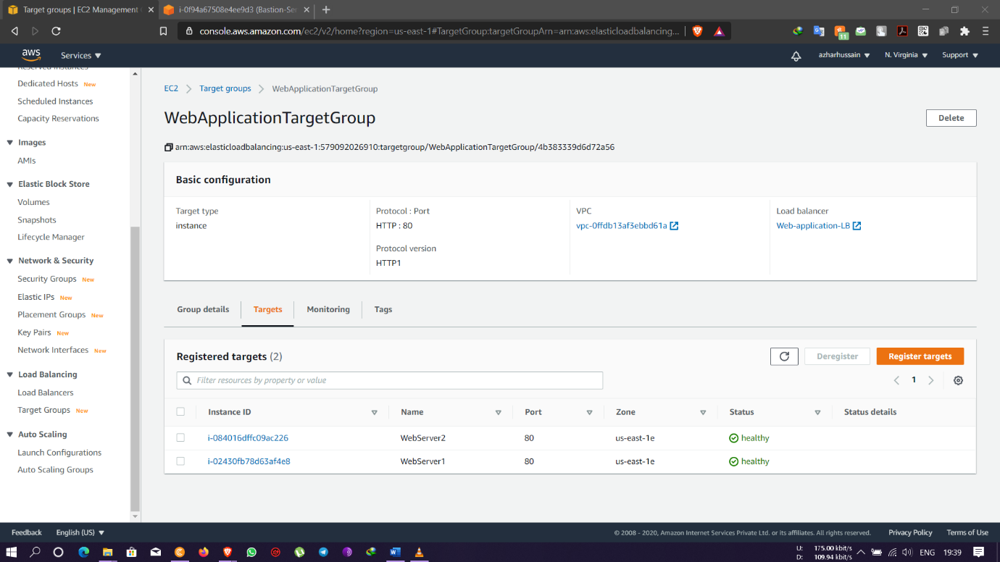 Target groups | EC2 Management
i-0f94a67508e4ee9d3 (Bastion-Ser
console.aws.amazon.com/ec2/v2/home?region=us-east-1#TargetGroup:targetGroupArn=arn:aws:elasticloadbalancing...
11
aws Services azharhussain N. Virginia Support
Reserved Instances
Dedicated Hosts New
Scheduled Instances
Capacity Reservations
Images
AMIs
Elastic Block Store
Volumes
Snapshots
Lifecycle Manager
Network & Security
Security Groups New
Elastic IPs New
Placement Groups New
Key Pairs New
Network Interfaces New
Load Balancing
Load Balancers
Target Groups New
Auto Scaling
Launch Configurations
Auto Scaling Groups
EC2 Target groups WebApplicationTargetGroup
WebApplicationTargetGroup
Delete
arn:aws:elasticloadbalancing:us-east-1:579092026910:targetgroup/WebApplicationTargetGroup/4b383339d6d72a56
Basic configuration
Target type
instance
Protocol : Port
HTTP : 80
Protocol version
HTTP1
VPC
vpc-0ffdb13af3ebbd61a
Load balancer
Web-application-LB
Group details Targets Monitoring Tags
Registered targets (2)
Deregister Register targets
Filter resources by property or value
1
Instance ID Name Port Zone Status Status details
i-084016dffc09ac226 WebServer2 80 us-east-1e healthy
i-02430fb78d63af4e8 WebServer1 80 us-east-1e healthy
Feedback English (US) © 2008 - 2020, Amazon Internet Services Private Ltd. or its affiliates. All rights reserved. Privacy Policy Terms of Use
U: 175.00 kbit/s
D: 109.94 kbit/s
ENG 19:39